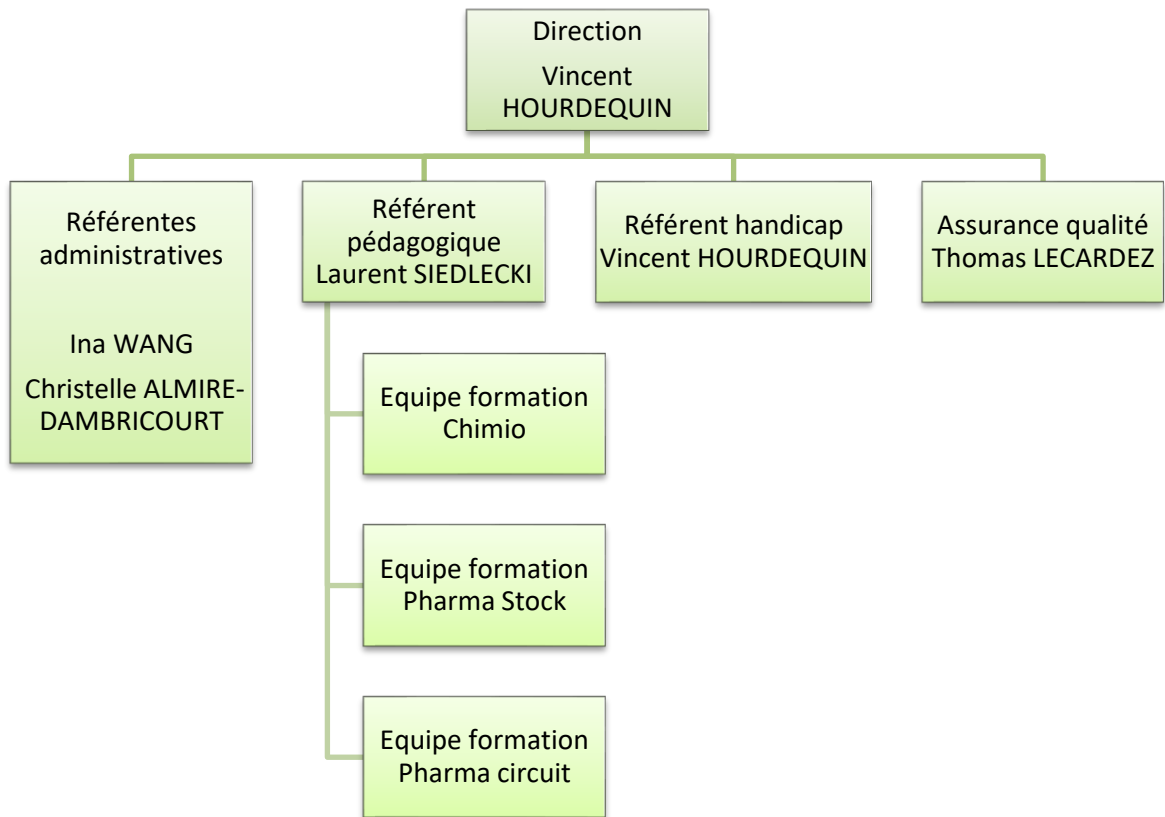 Direction
Vincent
HOURDEQUIN
Référentes
administratives
Ina WANG
Christelle ALMIRE-
DAMBRICOURT
Référent
pédagogique
Laurent SIEDLECKI
Référent handicap
Vincent HOURDEQUIN
Assurance qualité
Thomas LECARDEZ
Equipe formation
Chimio
Equipe formation
Pharma Stock
Equipe formation
Pharma circuit